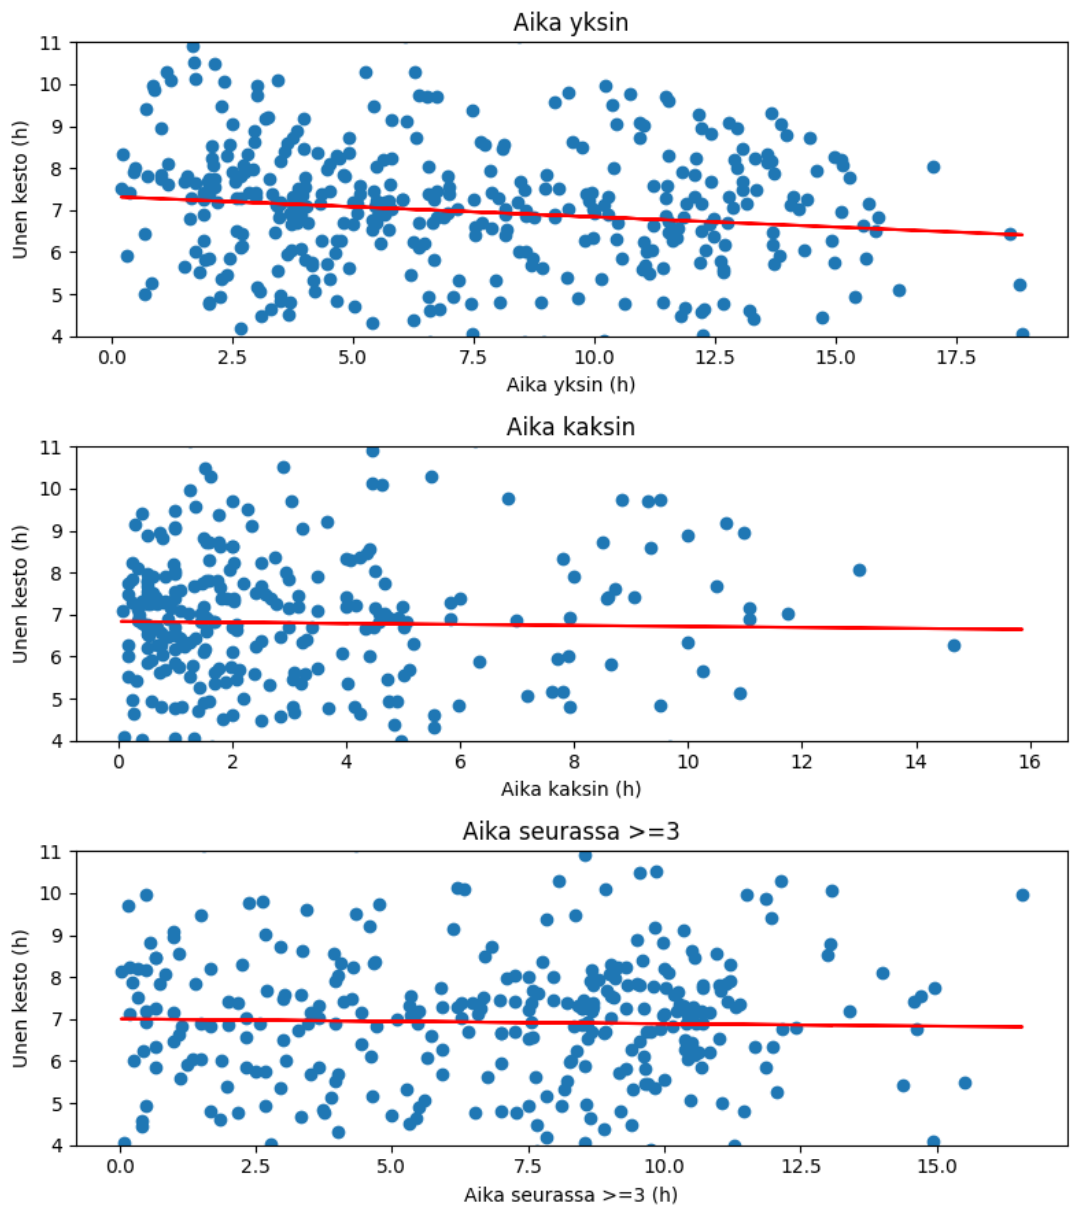 Aika yksin
11
10
9
8
7
6
5
4
Unen kesto (h)
0.0 2.5 5.0 7.5 10.0 12.5 15.0 17.5
Aika yksin (h)
Aika kaksin
11
10
9
8
7
6
5
4
Unen kesto (h)
0 2 4 6 8 10 12 14 16
Aika kaksin (h)
Aika seurassa >=3
11
10
9
8
7
6
5
4
Unen kesto (h)
0.0 2.5 5.0 7.5 10.0 12.5 15.0
Aika seurassa >=3 (h)